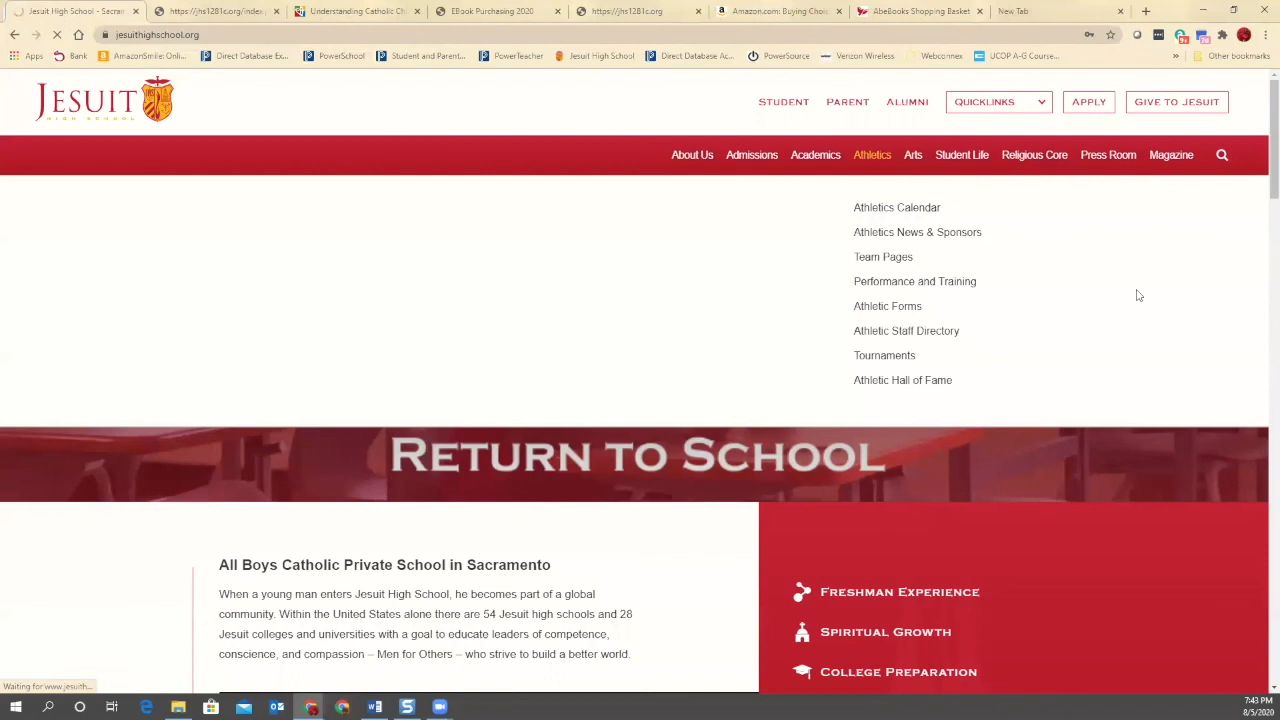 Jesuit High School - Sacram
https://jhs1281c.org/index
Understanding Catholic Ch
EBook Purchasing 2020
https://jhs1281c.org
Amazon.com: Buying Choic
AbeBooks Shopping Basket
New Tab
jesuithighschool.org
Apps
Bank
AmazonSmile: Onlin...
Direct Database Ex...
PowerSchool
Student and Parent...
PowerTeacher
Jesuit High School
Direct Database Ac...
PowerSource
Verizon Wireless
Webconnex
UCOP A-G Course...
»
Other bookmarks
JESUIT
HIGH SCHOOL
STUDENT
PARENT
ALUMNI
QUICKLINKS
APPLY
GIVE TO JESUIT
About Us
Admissions
Academics
Athletics
Arts
Student Life
Religious Core
Press Room
Magazine
Athletics Calendar
Athletics News & Sponsors
Team Pages
Performance and Training
Athletic Forms
Athletic Staff Directory
Tournaments
Athletic Hall of Fame
RETURN TO SCHOOL
All Boys Catholic Private School in Sacramento
When a young man enters Jesuit High School, he becomes part of a global
community. Within the United States alone there are 54 Jesuit high schools and 28
Jesuit colleges and universities with a goal to educate leaders of competence,
conscience, and compassion – Men for Others – who strive to build a better world.
FRESHMAN EXPERIENCE
SPIRITUAL GROWTH
COLLEGE PREPARATION
Waiting for www.jesuith...
7:43 PM
8/5/2020